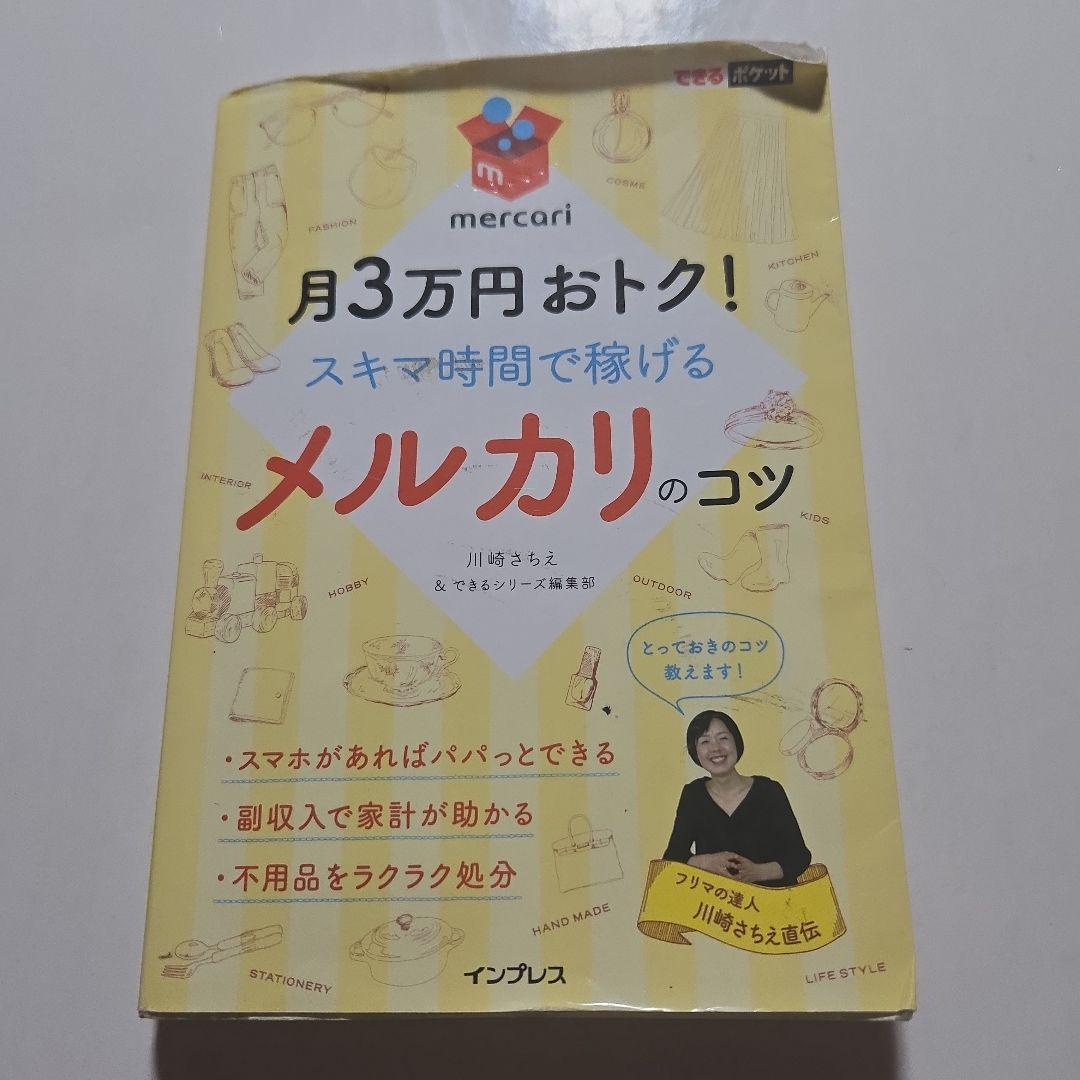 できる ポケット
m
mercari
COSME
FASHION
KITCHEN
月3万円おトク!
スキマ時間で稼げる
メルカリのコツ
INTERIOR
KIDS
川崎さちえ
& できるシリーズ編集部
HOBBY
OUTDOOR
とっておきのコツ
教えます!
・スマホがあればパパっとできる
・副収入で家計が助かる
・不用品をラクラク処分
フリマの達人
川崎さちえ直伝
HAND MADE
STATIONERY
インプレス
LIFE STYLE